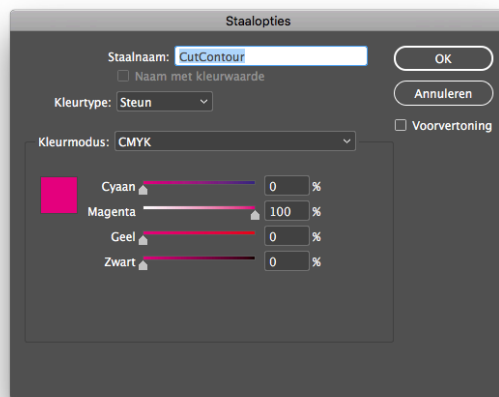 Staalopties
Staalnaam: CutContour
Naam met kleurwaarde
Kleurtype: Steun
Kleurmodus: CMYK
Cyaan 0 %
Magenta 100 %
Geel 0 %
Zwart 0 %
OK
Annuleren
Voorvertoning